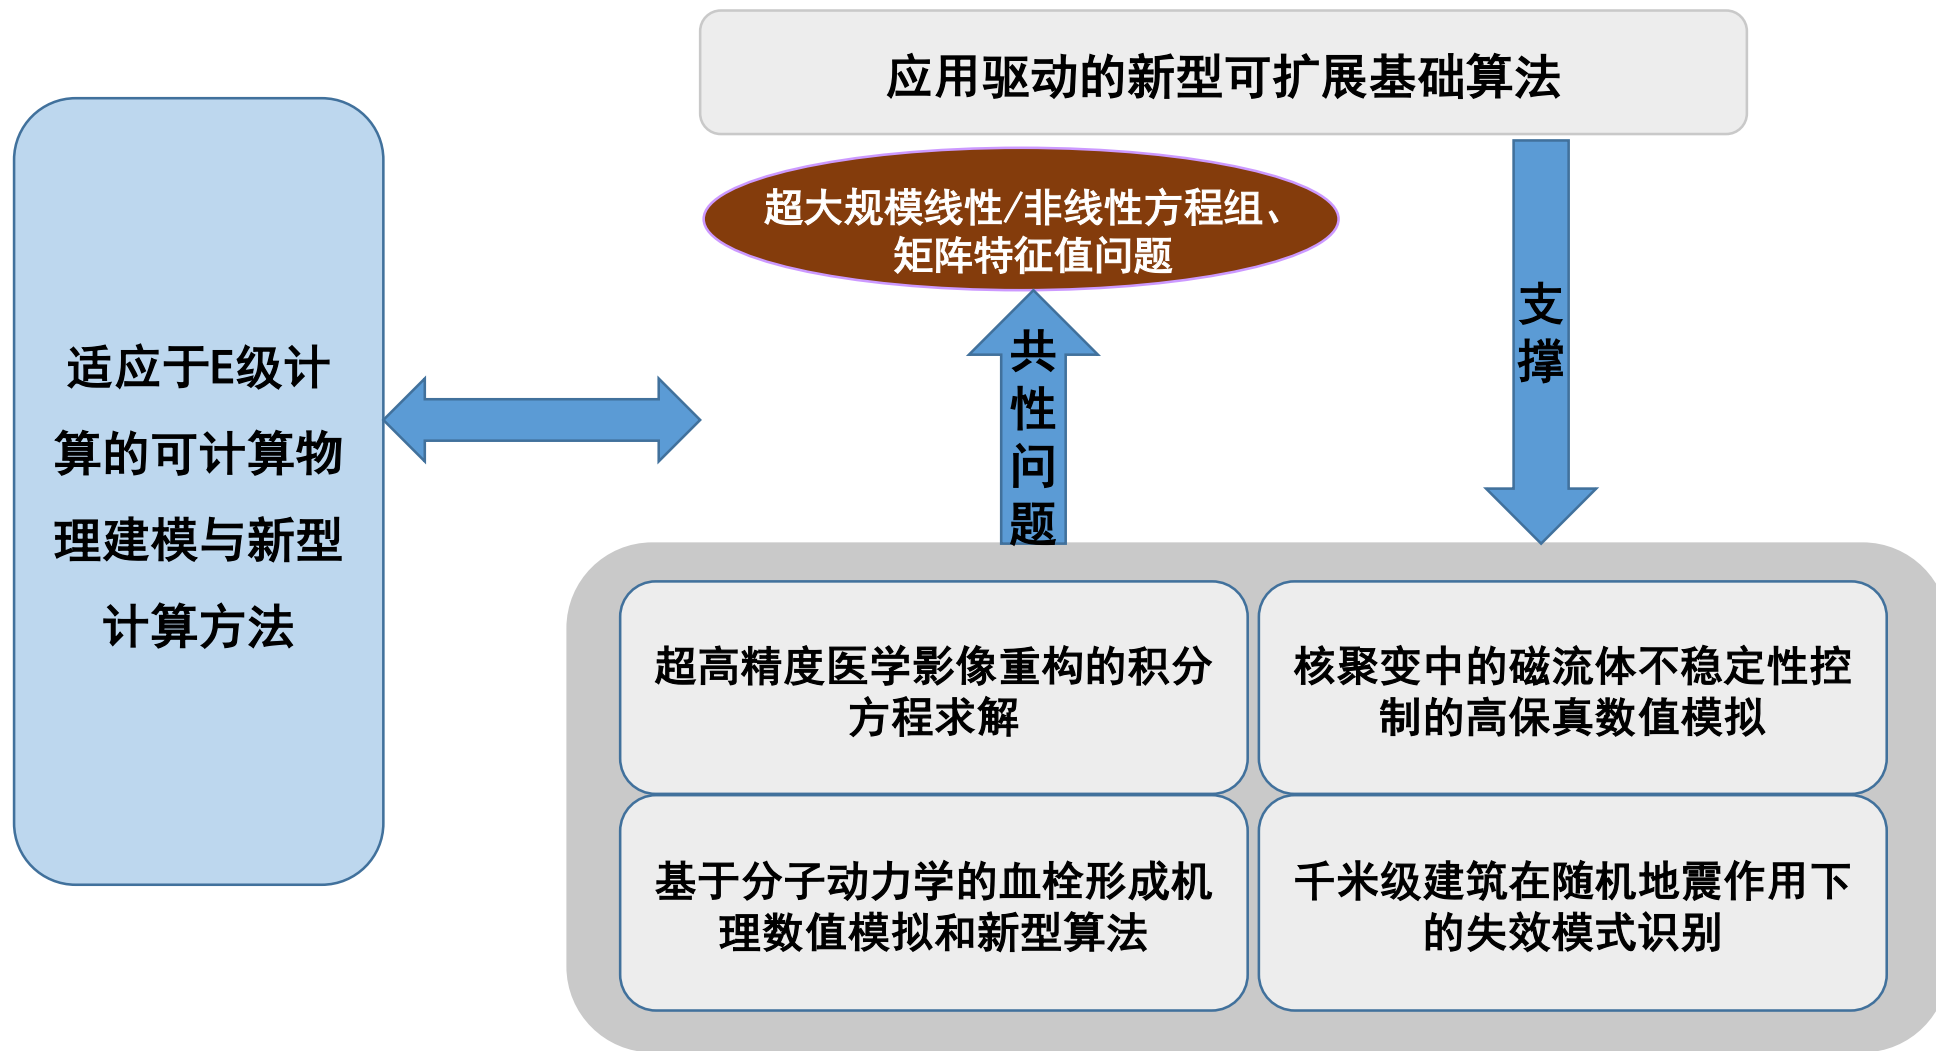 应用驱动的新型可扩展基础算法
超大规模线性/非线性方程组、
矩阵特征值问题
适应于E级计
算的可计算物
理建模与新型
计算方法
共
性
问
题
支
撑
超高精度医学影像重构的积分
方程求解
核聚变中的磁流体不稳定性控
制的高保真数值模拟
基于分子动力学的血栓形成机
理数值模拟和新型算法
千米级建筑在随机地震作用下
的失效模式识别